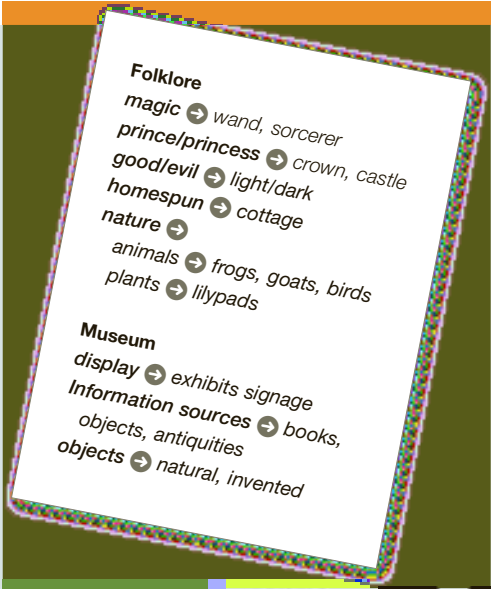 Folklore
magic ➔ wand, sorcerer
prince/princess ➔ crown, castle
good/evil ➔ light/dark
homespun ➔ cottage
nature ➔
animals ➔ frogs, goats, birds
plants ➔ lilypads
Museum
display ➔ exhibits signage
Information sources ➔ books,
objects, antiquities
objects ➔ natural, invented